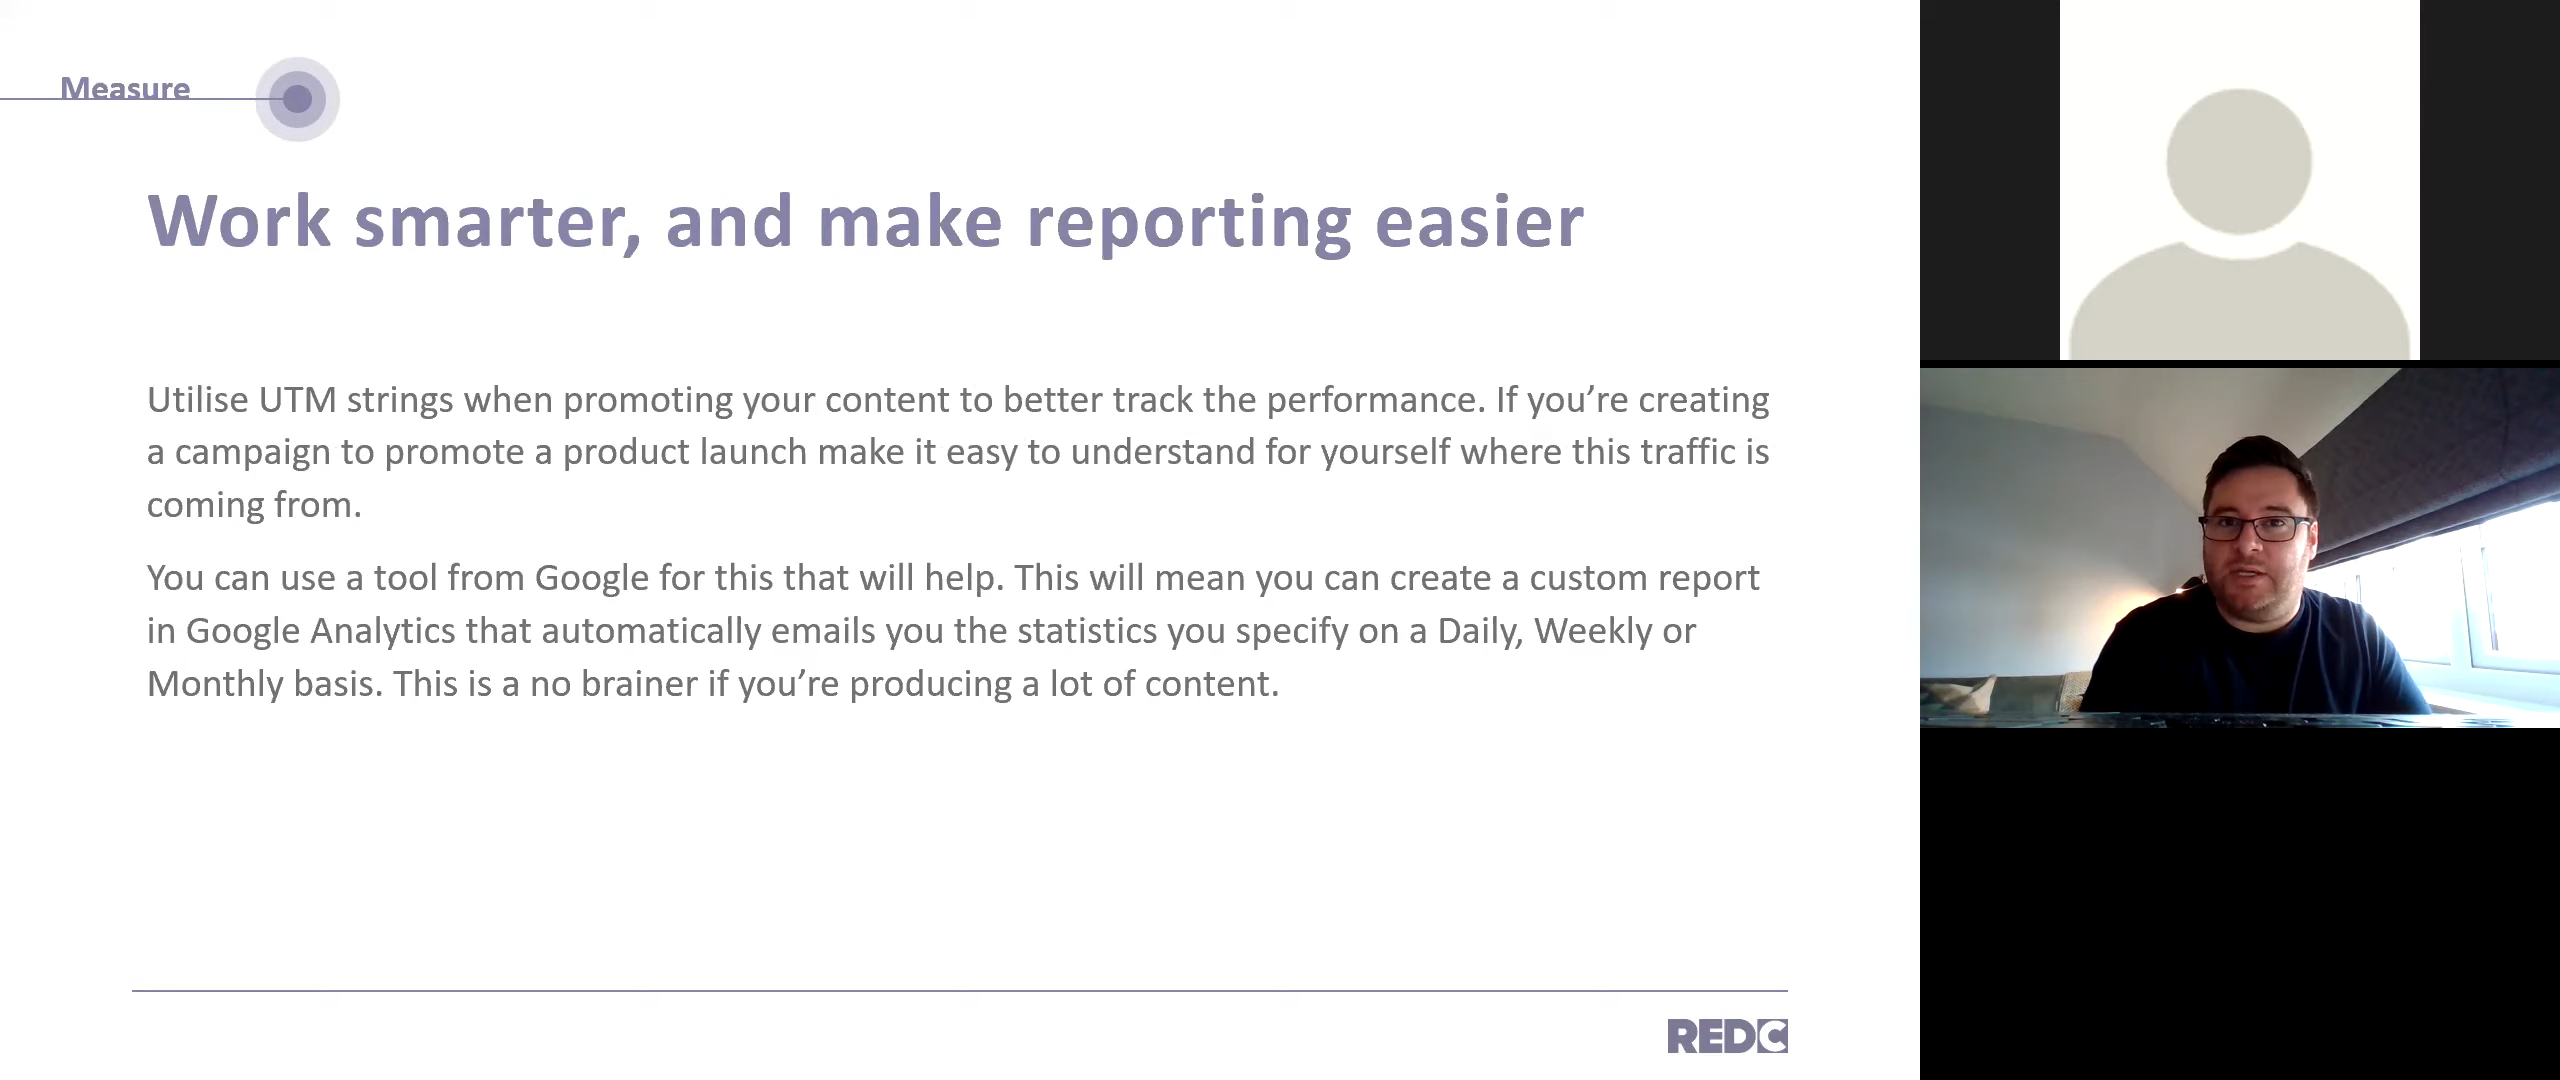 Measure
Work smarter, and make reporting easier
Utilise UTM strings when promoting your content to better track the performance. If you’re creating
a campaign to promote a product launch make it easy to understand for yourself where this traffic is
coming from.
You can use a tool from Google for this that will help. This will mean you can create a custom report
in Google Analytics that automatically emails you the statistics you specify on a Daily, Weekly or
Monthly basis. This is a no brainer if you’re producing a lot of content.
REDC